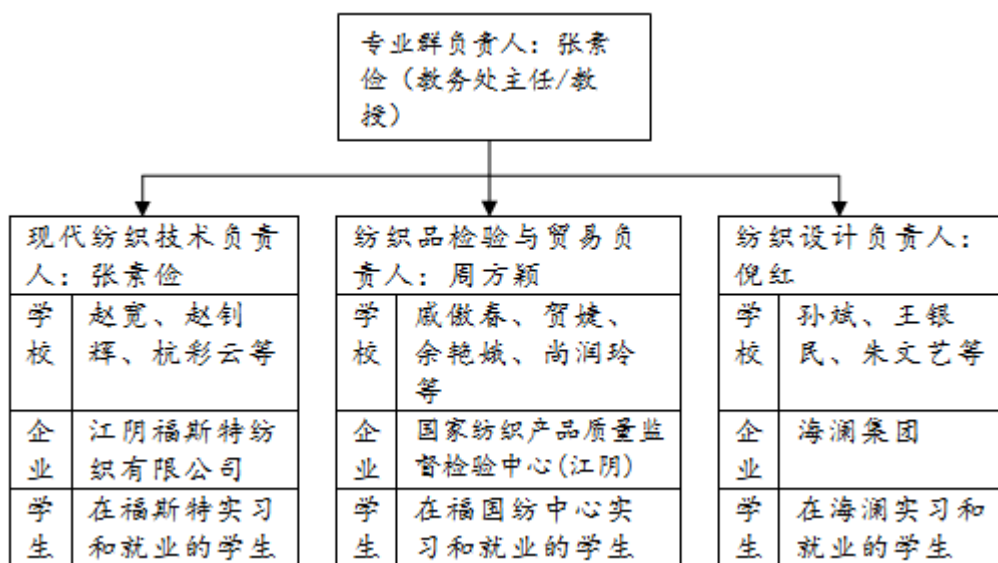 专业群负责人：张素
俭（教务处主任/教
授）
现代纺织技术负责
人：张素俭
学校
赵宽、赵钊
辉、杭彩云等
企业
江阴福斯特纺
织有限公司
学生
在福斯特实习
和就业的学生
纺织品检验与贸易负
责人：周方颖
学校
戚傲春、贺婕、
余艳娥、尚润玲
等
企业
国家纺织产品质量监
督检验中心(江阴)
学生
在福国纺中心实
习和就业的学生
纺织设计负责人：
倪红
学校
孙斌、王银
民、朱文艺等
企业
海澜集团
学生
在海澜实习和
就业的学生